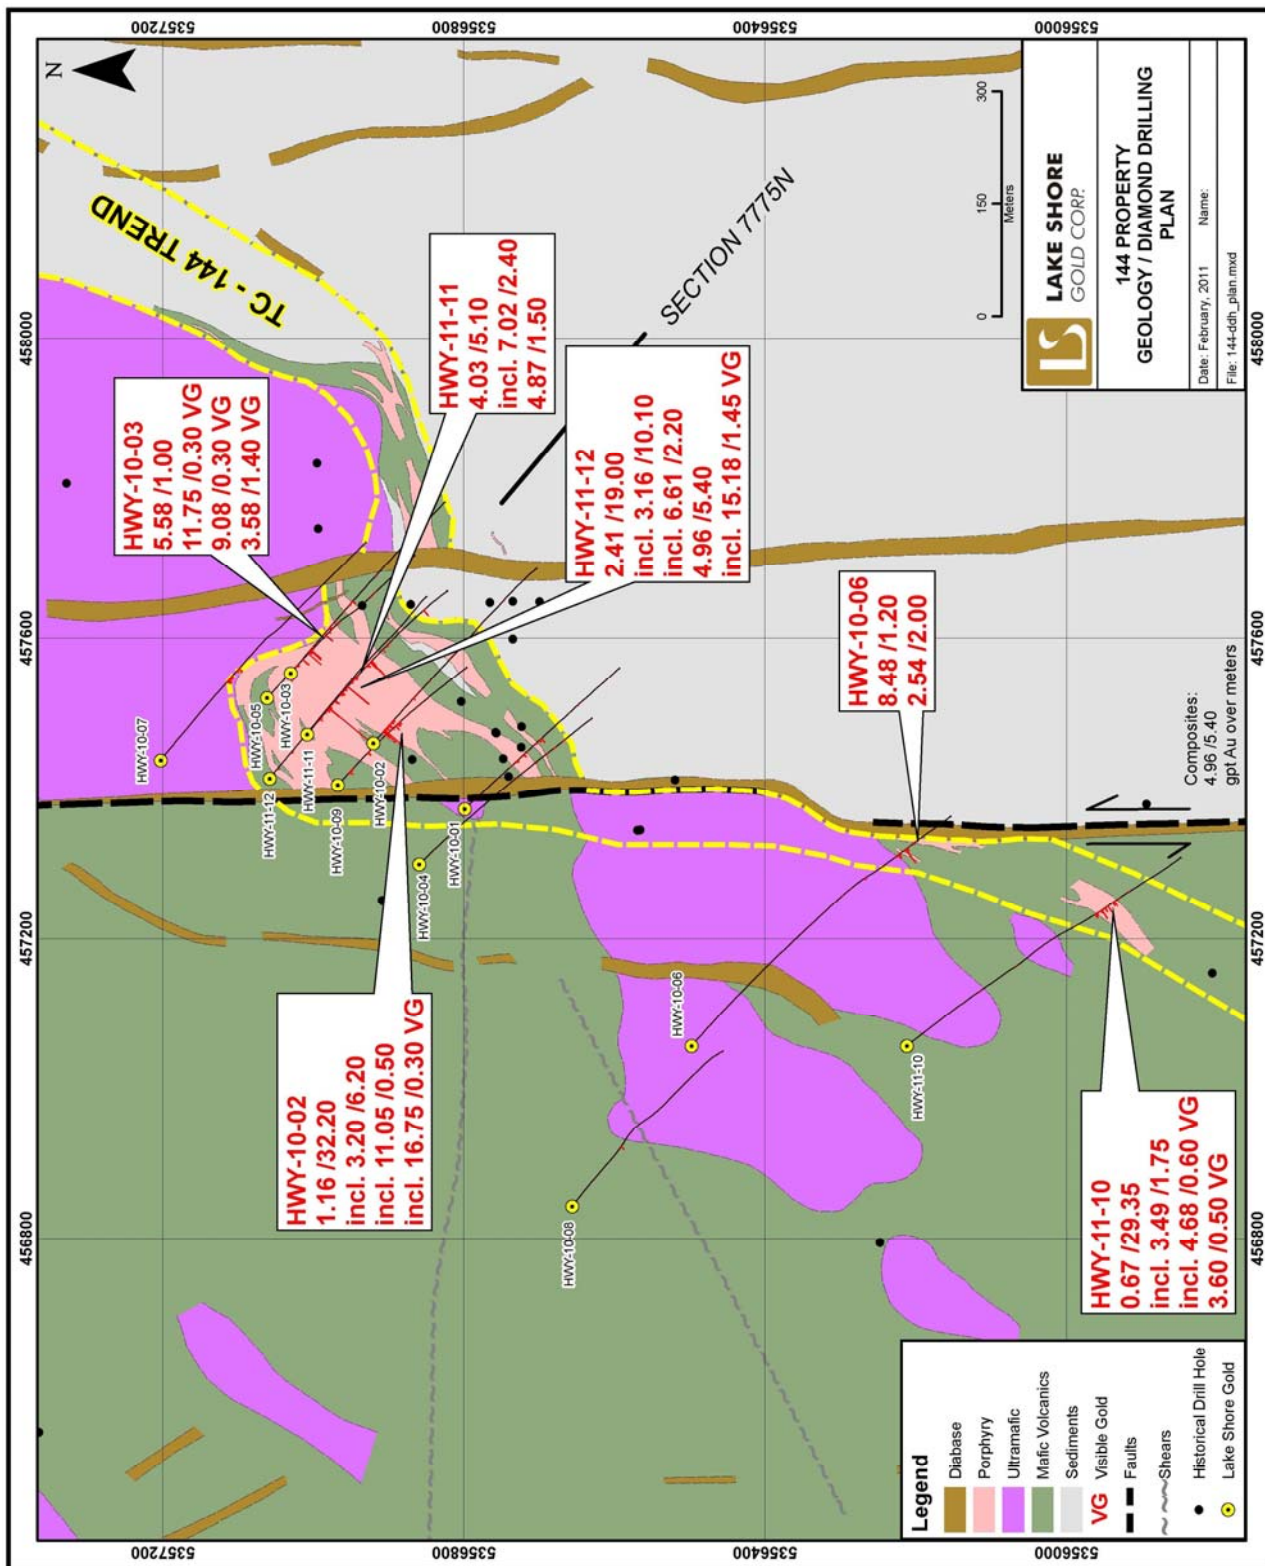 456800
457200
457600
458000
5357200
5356800
5356400
5356000
5357200
5356800
5356400
5356000
456800
457200
457600
458000
N
TC - 144 TREND
SECTION 7775N
HWY-10-03
5.58 /1.00
11.75 /0.30 VG
9.08 /0.30 VG
3.58 /1.40 VG
HWY-11-11
4.03 /5.10
incl. 7.02 /2.40
4.87 /1.50
HWY-11-12
2.41 /19.00
incl. 3.16 /10.10
incl. 6.61 /2.20
4.96 /5.40
incl. 15.18 /1.45 VG
HWY-10-02
1.16 /32.20
incl. 3.20 /6.20
incl. 11.05 /0.50
incl. 16.75 /0.30 VG
HWY-10-06
8.48 /1.20
2.54 /2.00
HWY-11-10
0.67 /29.35
incl. 3.49 /1.75
incl. 4.68 /0.60 VG
3.60 /0.50 VG
HWY-10-07
HWY-10-05
HWY-10-03
HWY-11-12
HWY-11-11
HWY-10-09
HWY-10-02
HWY-10-04
HWY-10-01
HWY-10-08
HWY-10-06
HWY-11-10
Composites:
4.96 /5.40
gpt Au over meters
Legend
Diabase
Porphyry
Ultramafic
Mafic Volcanics
Sediments
VG Visible Gold
Faults
Shears
Historical Drill Hole
Lake Shore Gold
0 150 300
Meters
LS
LAKE SHORE
GOLD CORP.
144 PROPERTY
GEOLOGY / DIAMOND DRILLING
PLAN
Date: February, 2011 Name:
File: 144-ddh_plan.mxd